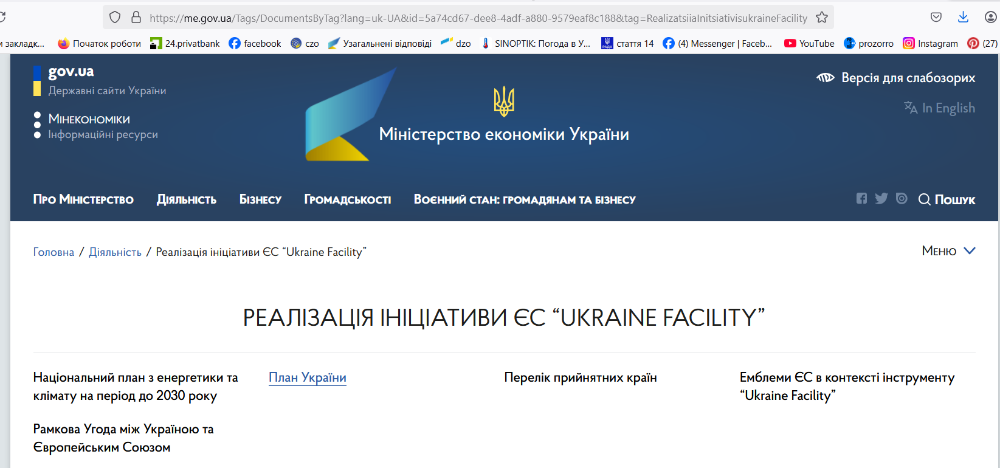 https://me.gov.ua/Tags/DocumentsByTag?lang=uk-UA&id=5a74cd67-dee8-4adf-a880-9579eaf8c188&tag=RealizatsiiaInitsiativisukraineFacility
и закладк... Початок роботи 24.privatbank facebook czo Узагальнені відповіді dzo SINOPTIK: Погода в У... стаття 14 (4) Messenger | Faceb... YouTube prozorro Instagram (27)
gov.ua
Державні сайти України
Мінекономіки
Інформаційні ресурси
Міністерство економіки України
Версія для слабозорих
In English
Про Міністерство Діяльність Бізнесу Громадськості Воєнний стан: громадянам та бізнесу Пошук
Головна / Діяльність / Реалізація ініціативи ЄС “Ukraine Facility” Меню
РЕАЛІЗАЦІЯ ІНІЦІАТИВИ ЄС “UKRAINE FACILITY”
Національний план з енергетики та
клімату на період до 2030 року
План України
Перелік прийнятних країн
Емблеми ЄС в контексті інструменту
“Ukraine Facility”
Рамкова Угода між Україною та
Європейським Союзом